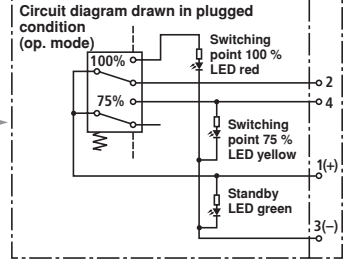 Circuit diagram drawn in plugged
condition
(op. mode)
Switching
point 100 %
LED red
100%
2
75%
4
Switching
point 75 %
LED yellow
1(+)
Standby
LED green
3(–)